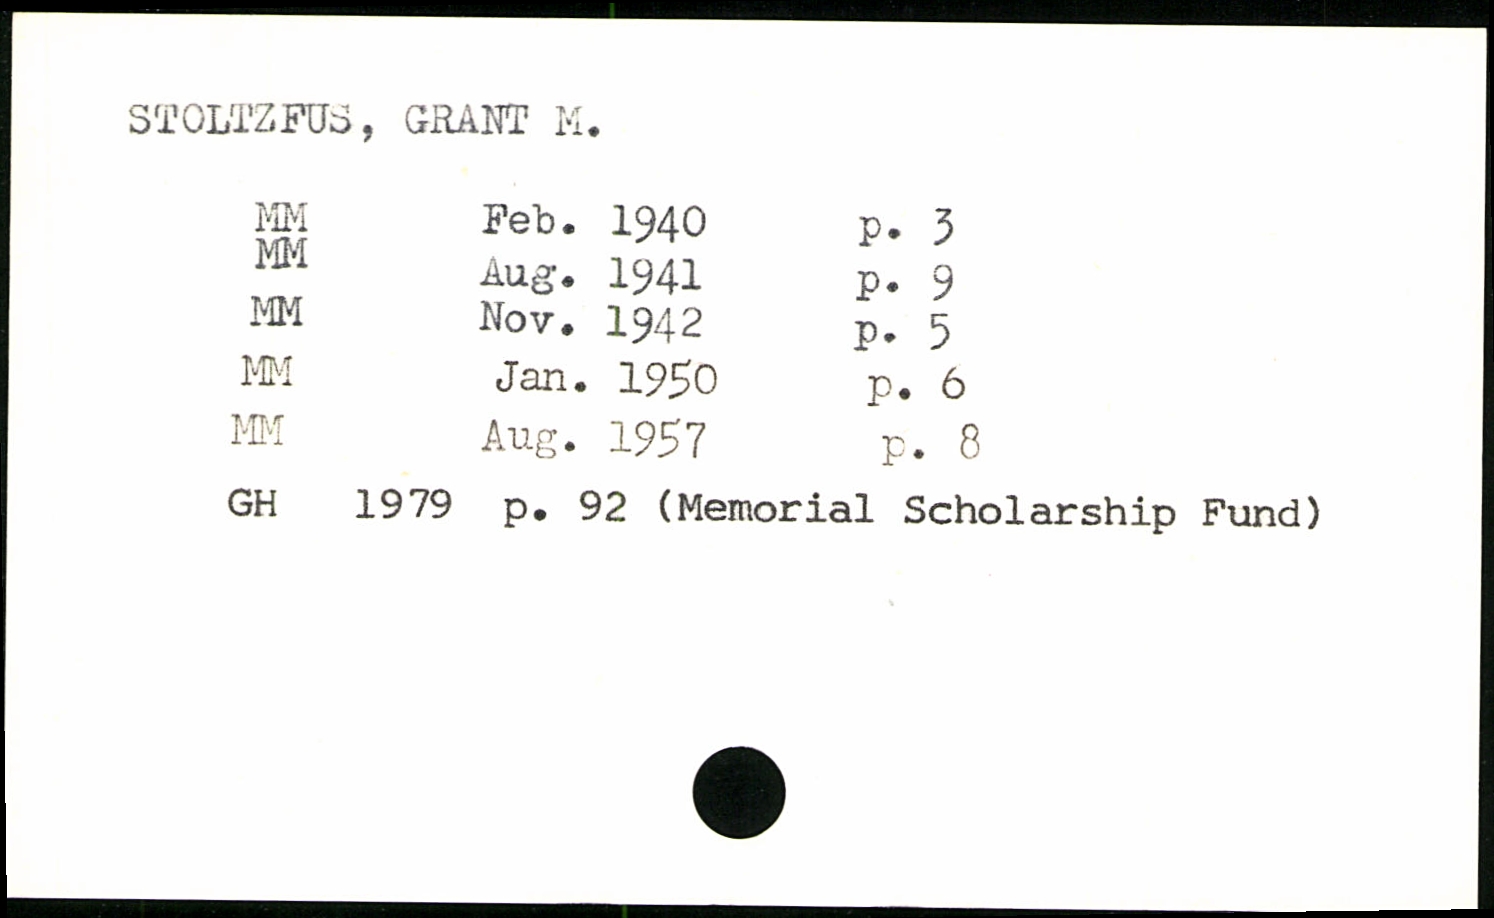 STOLTZFUS, GRANT M.
MM Feb. 1940 p. 3
MM Aug. 1941 p. 9
MM Nov. 1942 p. 5
MM Jan. 1950 p. 6
MM Aug. 1957 p. 8
GH 1979 p. 92 (Memorial Scholarship Fund)